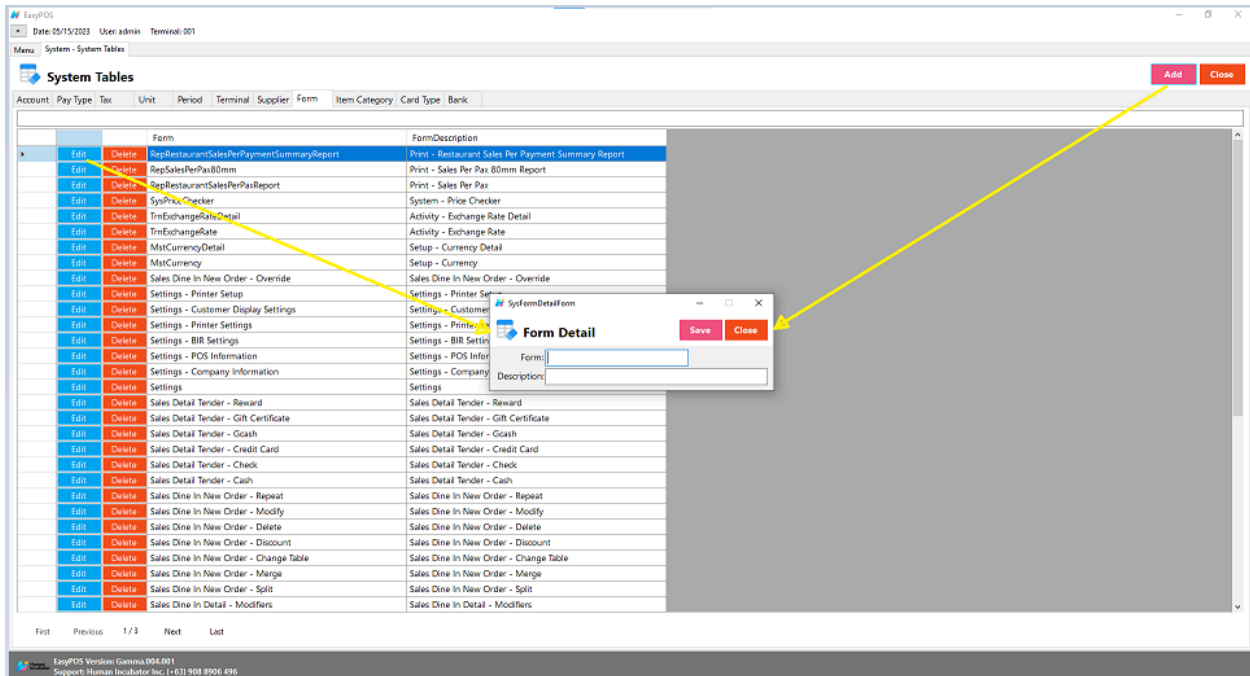 EasyPOS
Date: 05/15/2023 User: admin Terminal: 001
Menu System - System Tables
System Tables
Add Close
Account Pay Type Tax Unit Period Terminal Supplier Form Item Category Card Type Bank
Form FormDescription
Edit Delete RepRestaurantSalesPerPaymentSummaryReport Print - Restaurant Sales Per Payment Summary Report
Edit Delete RepSalesPerPax80mm Print - Sales Per Pax 80mm Report
Edit Delete RepRestaurantSalesPerPaxReport Print - Sales Per Pax
Edit Delete SysPriceChecker System - Price Checker
Edit Delete TrnExchangeRateDetail Activity - Exchange Rate Detail
Edit Delete TrnExchangeRate Activity - Exchange Rate
Edit Delete MstCurrencyDetail Setup - Currency Detail
Edit Delete MstCurrency Setup - Currency
Edit Delete Sales Dine In New Order - Override Sales Dine In New Order - Override
Edit Delete Settings - Printer Setup Settings - Printer Setup
Edit Delete Settings - Customer Display Settings Settings - Customer
Edit Delete Settings - Printer Settings Settings - Printer
Edit Delete Settings - BIR Settings Settings - BIR Settin
Edit Delete Settings - POS Information Settings - POS Infor
Edit Delete Settings - Company Information Settings - Company
Edit Delete Settings Settings
Edit Delete Sales Detail Tender - Reward Sales Detail Tender - Reward
Edit Delete Sales Detail Tender - Gift Certificate Sales Detail Tender - Gift Certificate
Edit Delete Sales Detail Tender - Gcash Sales Detail Tender - Gcash
Edit Delete Sales Detail Tender - Credit Card Sales Detail Tender - Credit Card
Edit Delete Sales Detail Tender - Check Sales Detail Tender - Check
Edit Delete Sales Detail Tender - Cash Sales Detail Tender - Cash
Edit Delete Sales Dine In New Order - Repeat Sales Dine In New Order - Repeat
Edit Delete Sales Dine In New Order - Modify Sales Dine In New Order - Modify
Edit Delete Sales Dine In New Order - Delete Sales Dine In New Order - Delete
Edit Delete Sales Dine In New Order - Discount Sales Dine In New Order - Discount
Edit Delete Sales Dine In New Order - Change Table Sales Dine In New Order - Change Table
Edit Delete Sales Dine In New Order - Merge Sales Dine In New Order - Merge
Edit Delete Sales Dine In New Order - Split Sales Dine In New Order - Split
Edit Delete Sales Dine In Detail - Modifiers Sales Dine In Detail - Modifiers
SysFormDetailForm
Form Detail
Save Close
Form:
Description:
First Previous 1 / 3 Next Last
Human Incubator
EasyPOS Version: Gamma.004.001
Support: Human Incubator Inc. (+63) 908 8906 496